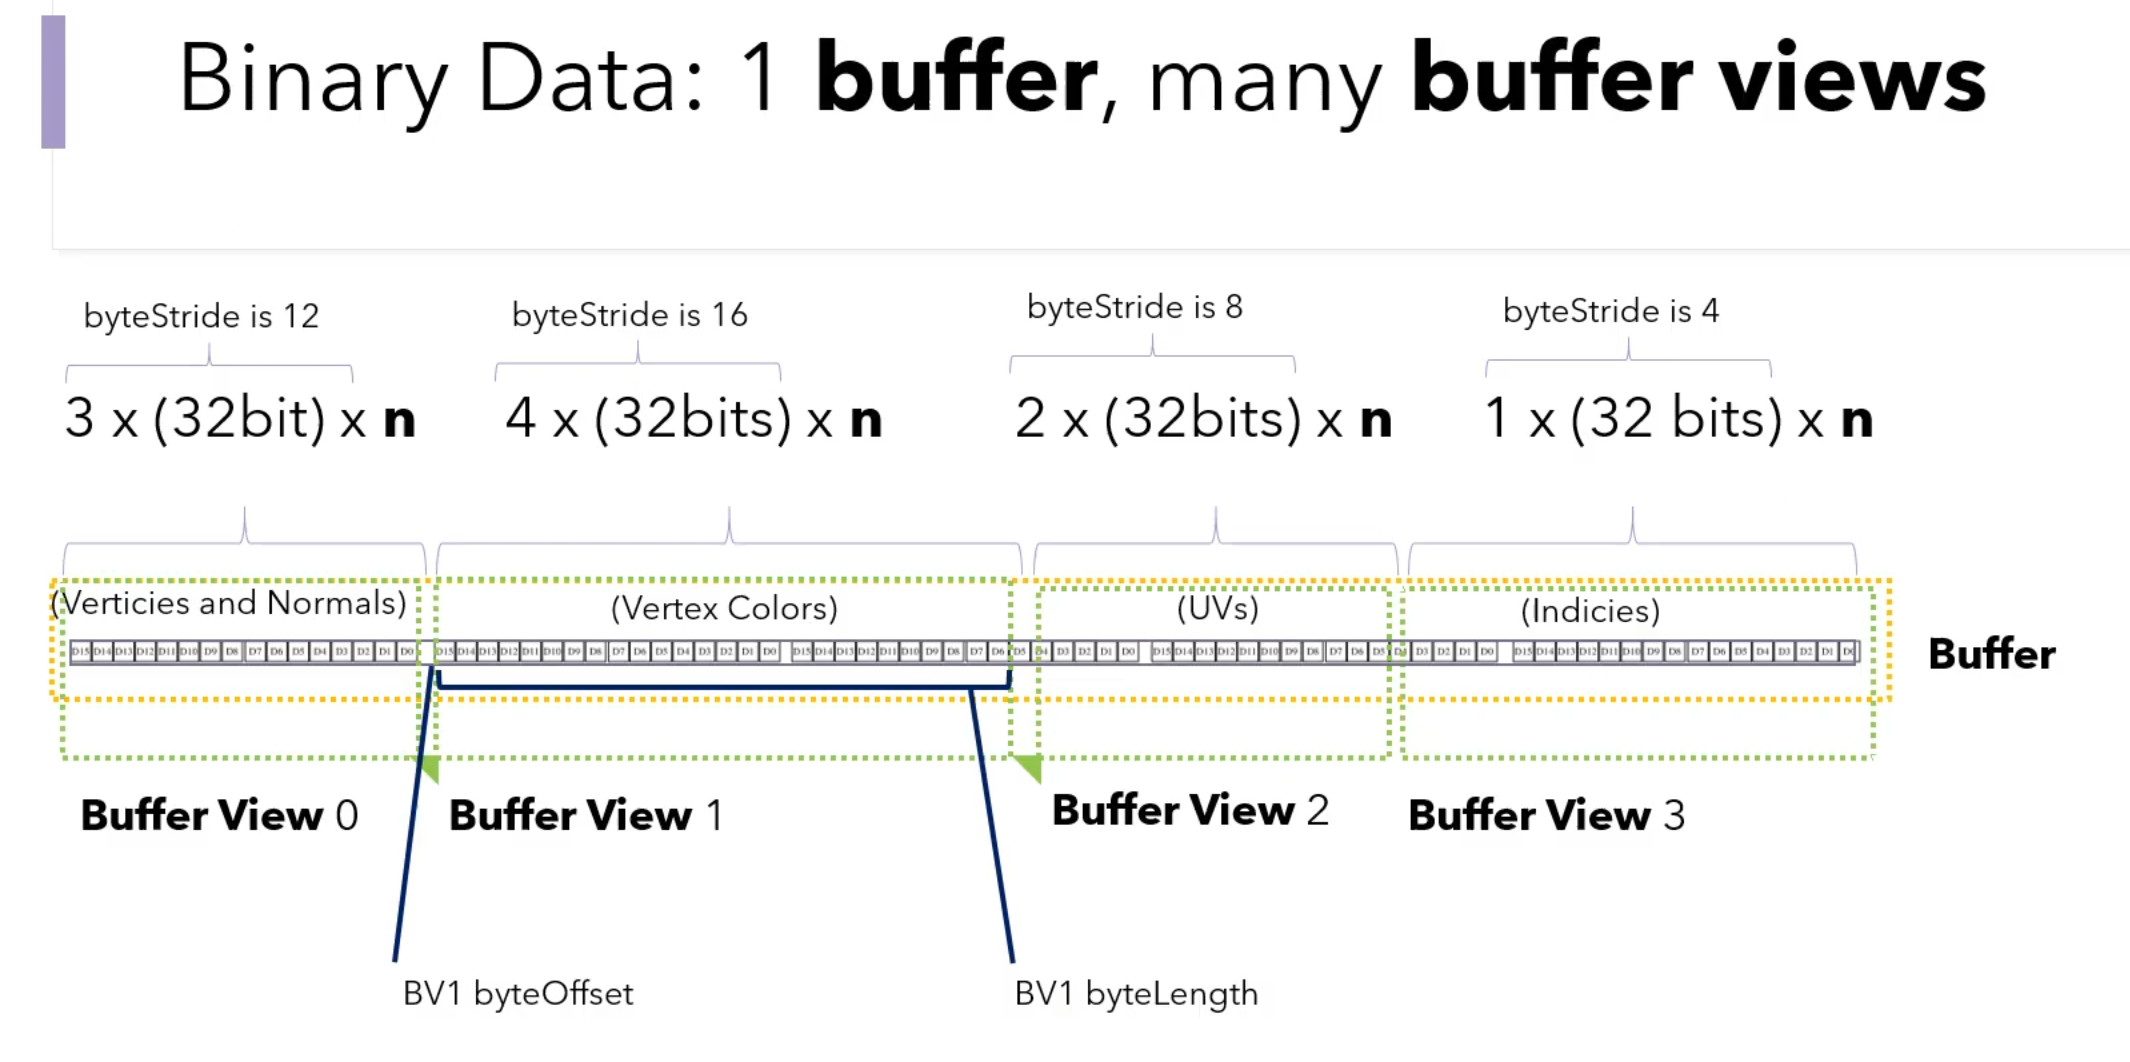 Binary Data: 1 buffer, many buffer views
byteStride is 12
byteStride is 16
byteStride is 8
byteStride is 4
3 x (32bit) x n
4 x (32bits) x n
2 x (32bits) x n
1 x (32 bits) x n
(Verticies and Normals)
(Vertex Colors)
(UVs)
(Indicies)
D15 D14 D13 D12 D11 D10 D9 D8 D7 D6 D5 D4 D3 D2 D1 D0 D15 D14 D13 D12 D11 D10 D9 D8 D7 D6 D5 D4 D3 D2 D1 D0 D15 D14 D13 D12 D11 D10 D9 D8 D7 D6 D5 D4 D3 D2 D1 D0 D15 D14 D13 D12 D11 D10 D9 D8 D7 D6 D5 D3 D2 D1 D0 D15 D14 D13 D12 D11 D10 D9 D8 D7 D6 D5 D4 D3 D2 D1 D0
Buffer
Buffer View 0
Buffer View 1
Buffer View 2
Buffer View 3
BV1 byteOffset
BV1 byteLength